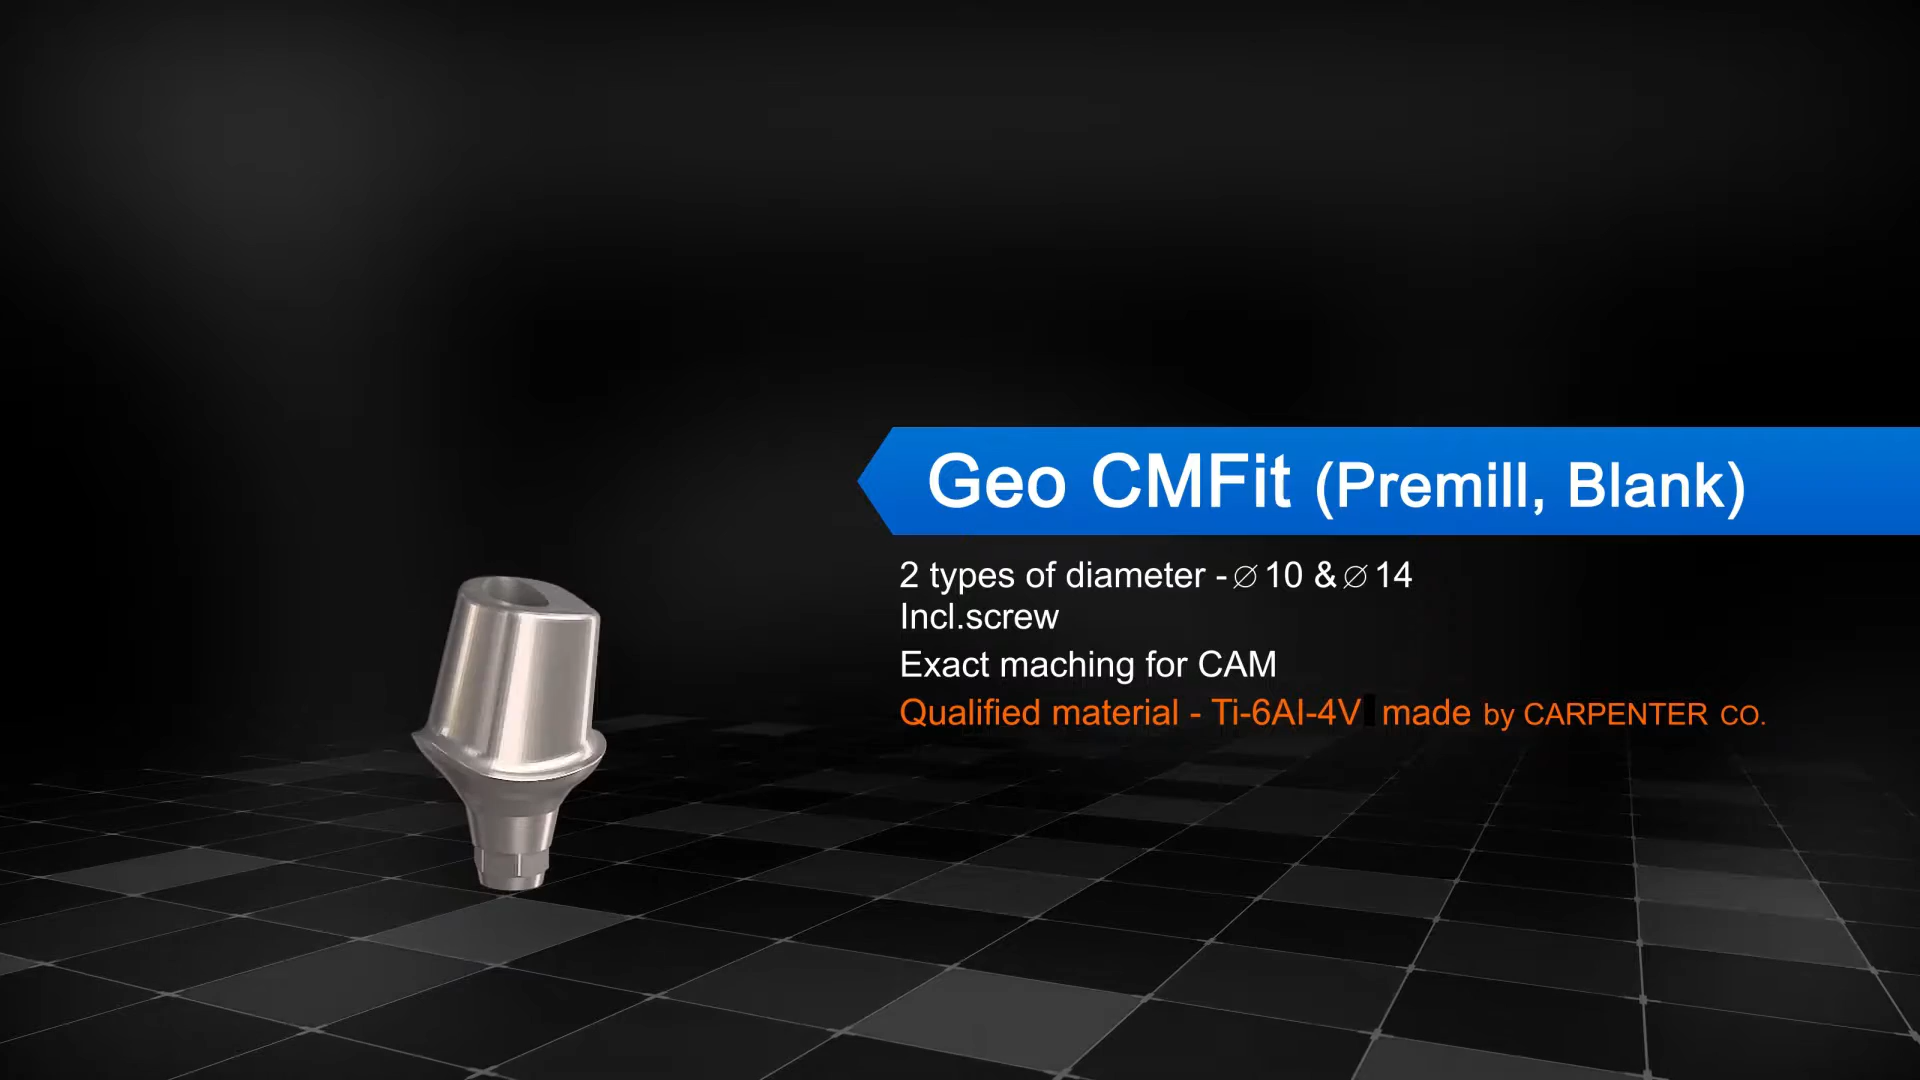 Geo CMFit (Premill, Blank)
2 types of diameter - ∅ 10 & ∅ 14
Incl.screw
Exact maching for CAM
Qualified material - Ti-6AI-4V made by CARPENTER CO.